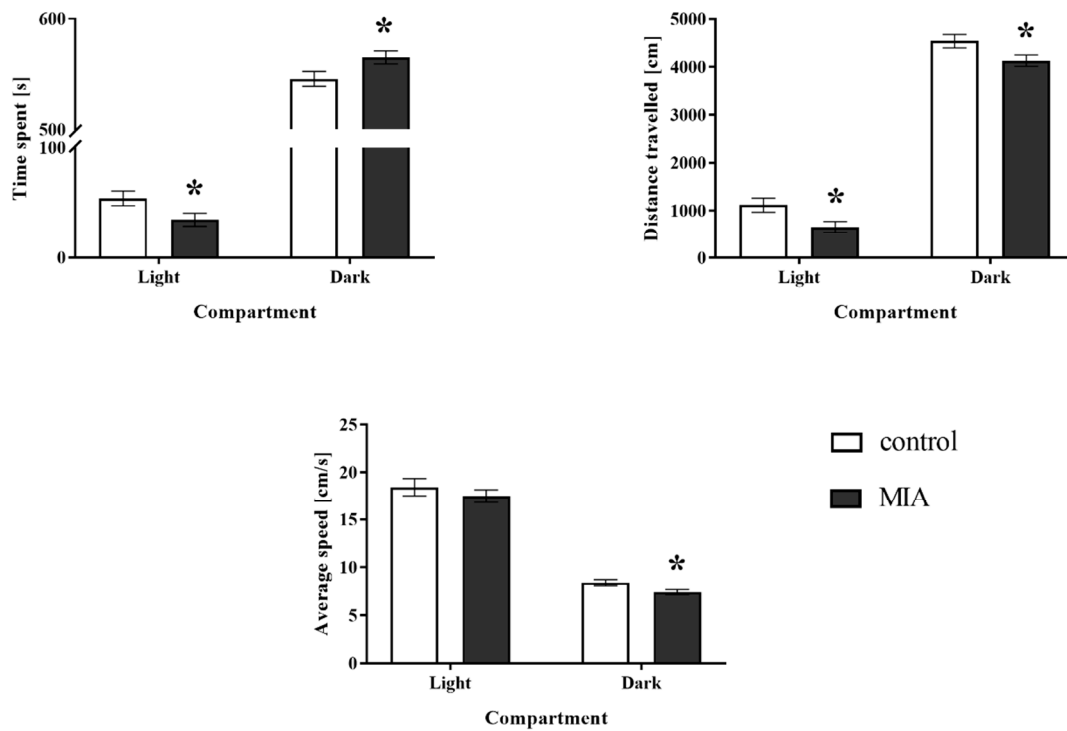 Time spent [s]
600
500
100
0
*
*
Light
Dark
Compartment
Distance travelled [cm]
5000
4000
3000
2000
1000
0
*
*
Light
Dark
Compartment
Average speed [cm/s]
25
20
15
10
5
0
*
Light
Dark
Compartment
control
MIA